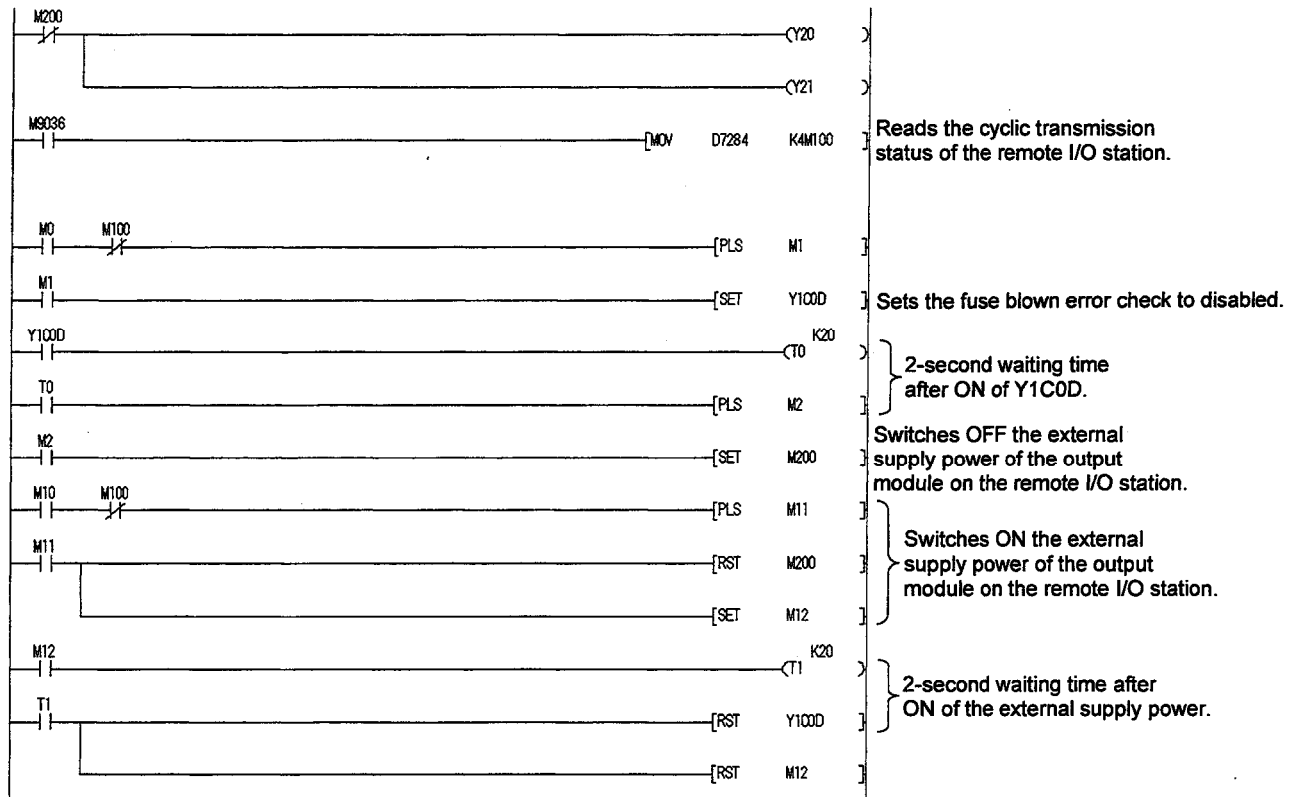 M200
(Y20 )
(Y21 )
M9036
[MOV D7284 K4M100 ]
Reads the cyclic transmission
status of the remote I/O station.
M0 M100
[PLS M1 ]
M1
[SET Y1C0D ]
Sets the fuse blown error check to disabled.
Y1C0D K20
(T0 )
2-second waiting time
after ON of Y1C0D.
T0
[PLS M2 ]
M2
[SET M200 ]
Switches OFF the external
supply power of the output
module on the remote I/O station.
M10 M100
[PLS M11 ]
M11
[RST M200 ]
[SET M12 ]
Switches ON the external
supply power of the output
module on the remote I/O station.
M12 K20
(T1 )
T1
[RST Y1C0D ]
2-second waiting time after
ON of the external supply power.
[RST M12 ]